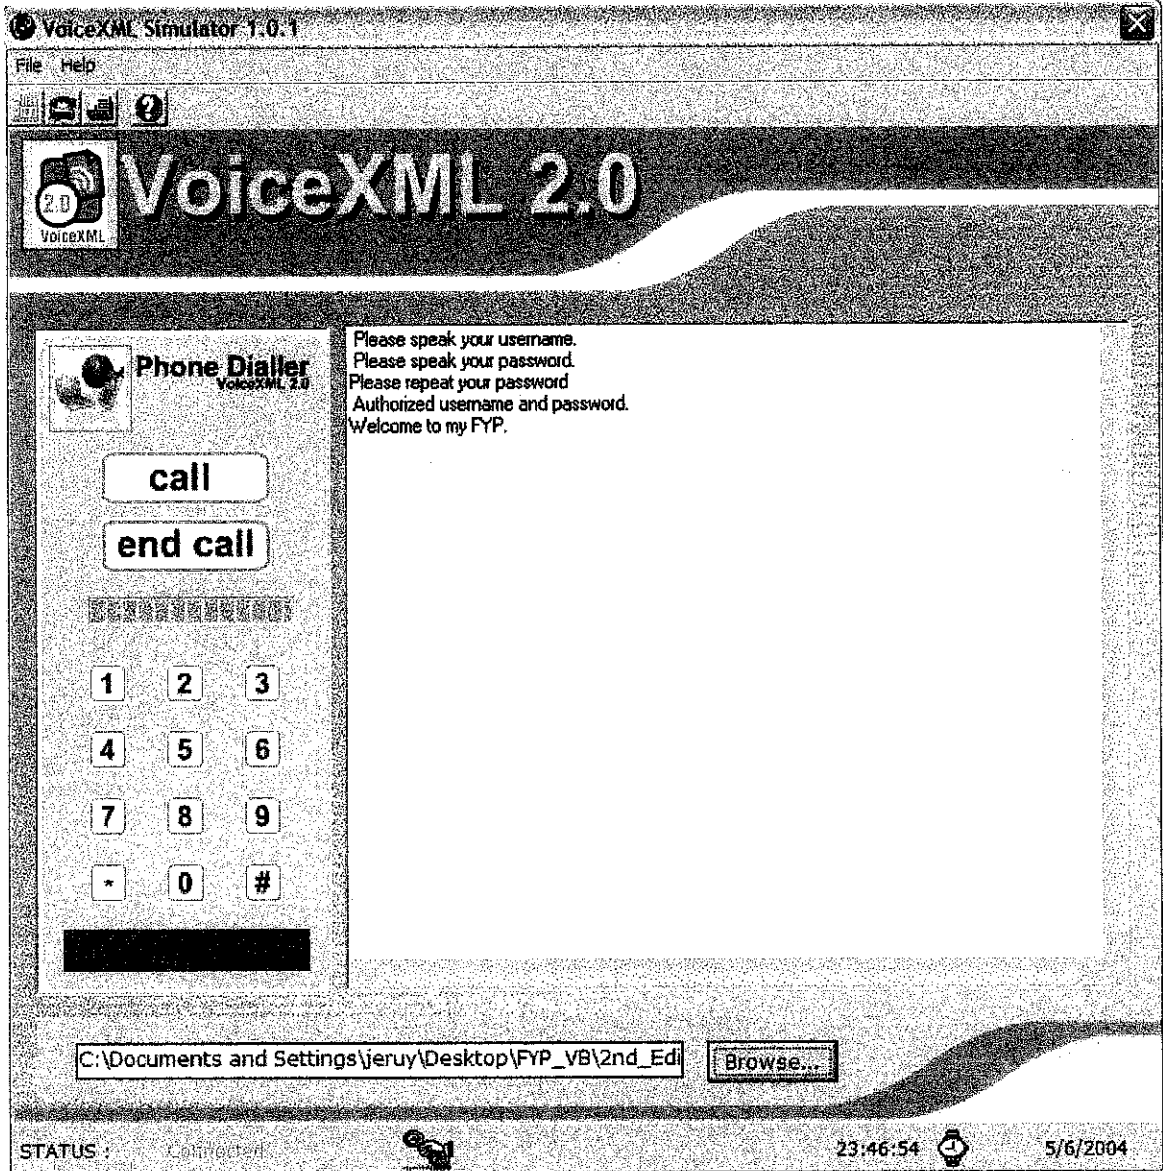 VoiceXML Simulator 1.0.1
File Help
VoiceXML 2.0
2.0
VoiceXML
Phone Dialler
VoiceXML 2.0
call
end call
1 2 3
4 5 6
7 8 9
* 0 #
Please speak your username.
Please speak your password.
Please repeat your password
Authorized username and password.
Welcome to my FYP.
C:\Documents and Settings\jeruy\Desktop\FYP_VB\2nd_Edi
Browse...
STATUS : Connected 23:46:54 5/6/2004